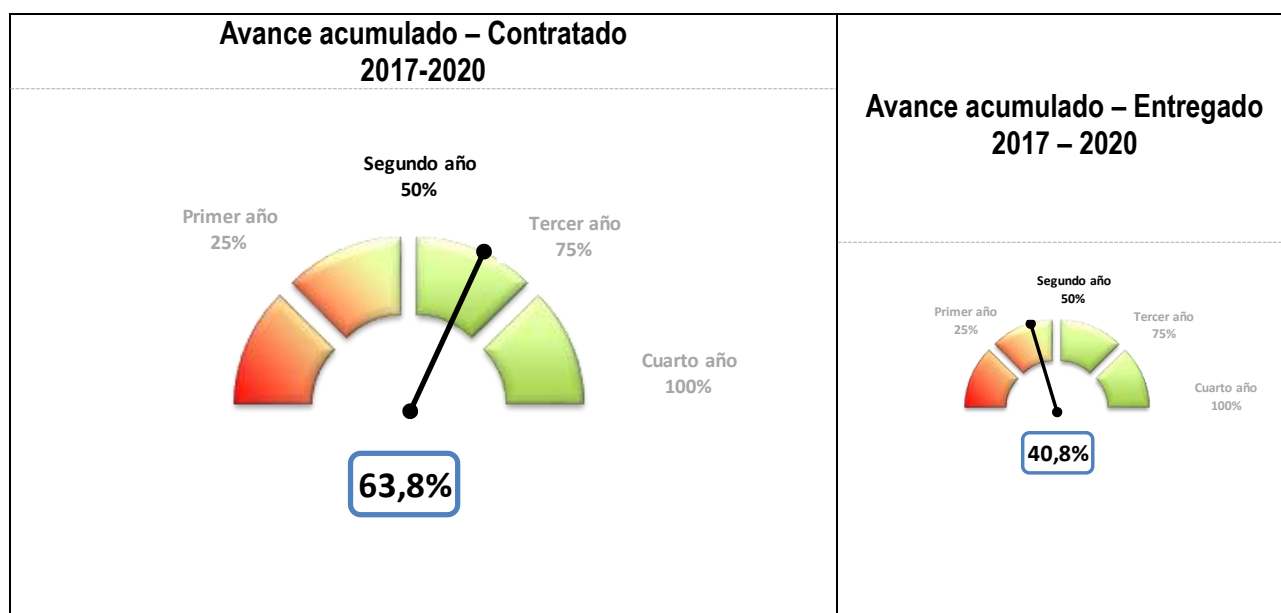 Avance acumulado – Contratado
2017-2020
Segundo año
50%
Primer año
25%
Tercer año
75%
Cuarto año
100%
63,8%
Avance acumulado – Entregado
2017 – 2020
Segundo año
50%
Primer año
25%
Tercer año
75%
Cuarto año
100%
40,8%